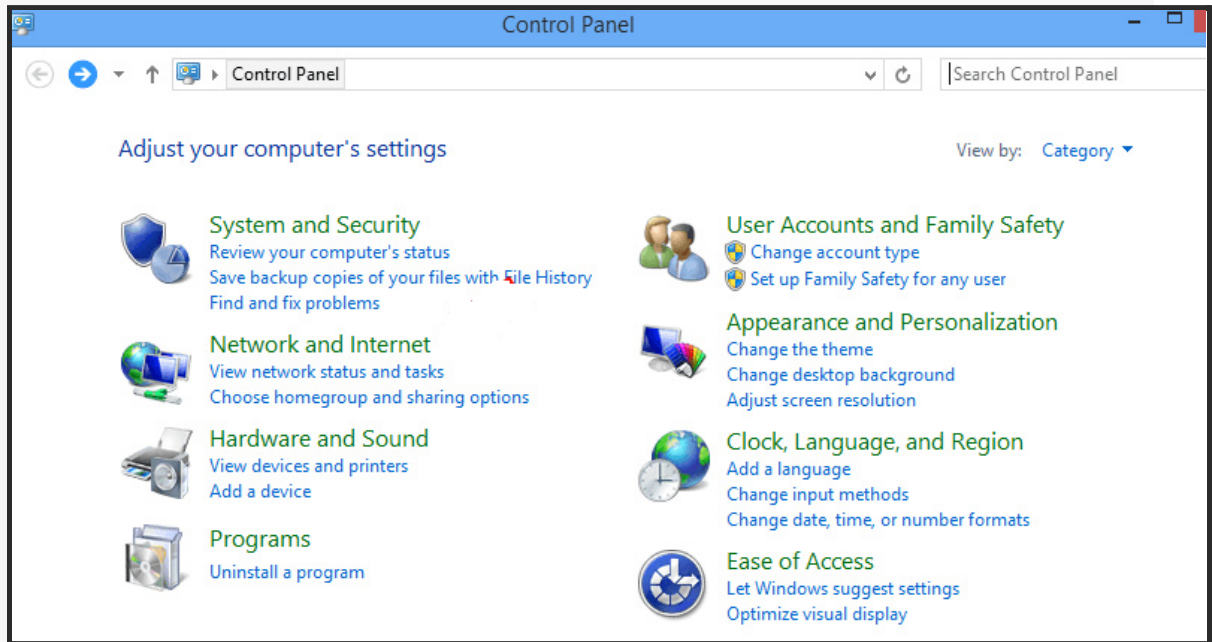 Control Panel
Control Panel
Search Control Panel
Adjust your computer's settings
View by: Category
System and Security
Review your computer's status
Save backup copies of your files with File History
Find and fix problems
Network and Internet
View network status and tasks
Choose homegroup and sharing options
Hardware and Sound
View devices and printers
Add a device
Programs
Uninstall a program
User Accounts and Family Safety
Change account type
Set up Family Safety for any user
Appearance and Personalization
Change the theme
Change desktop background
Adjust screen resolution
Clock, Language, and Region
Add a language
Change input methods
Change date, time, or number formats
Ease of Access
Let Windows suggest settings
Optimize visual display